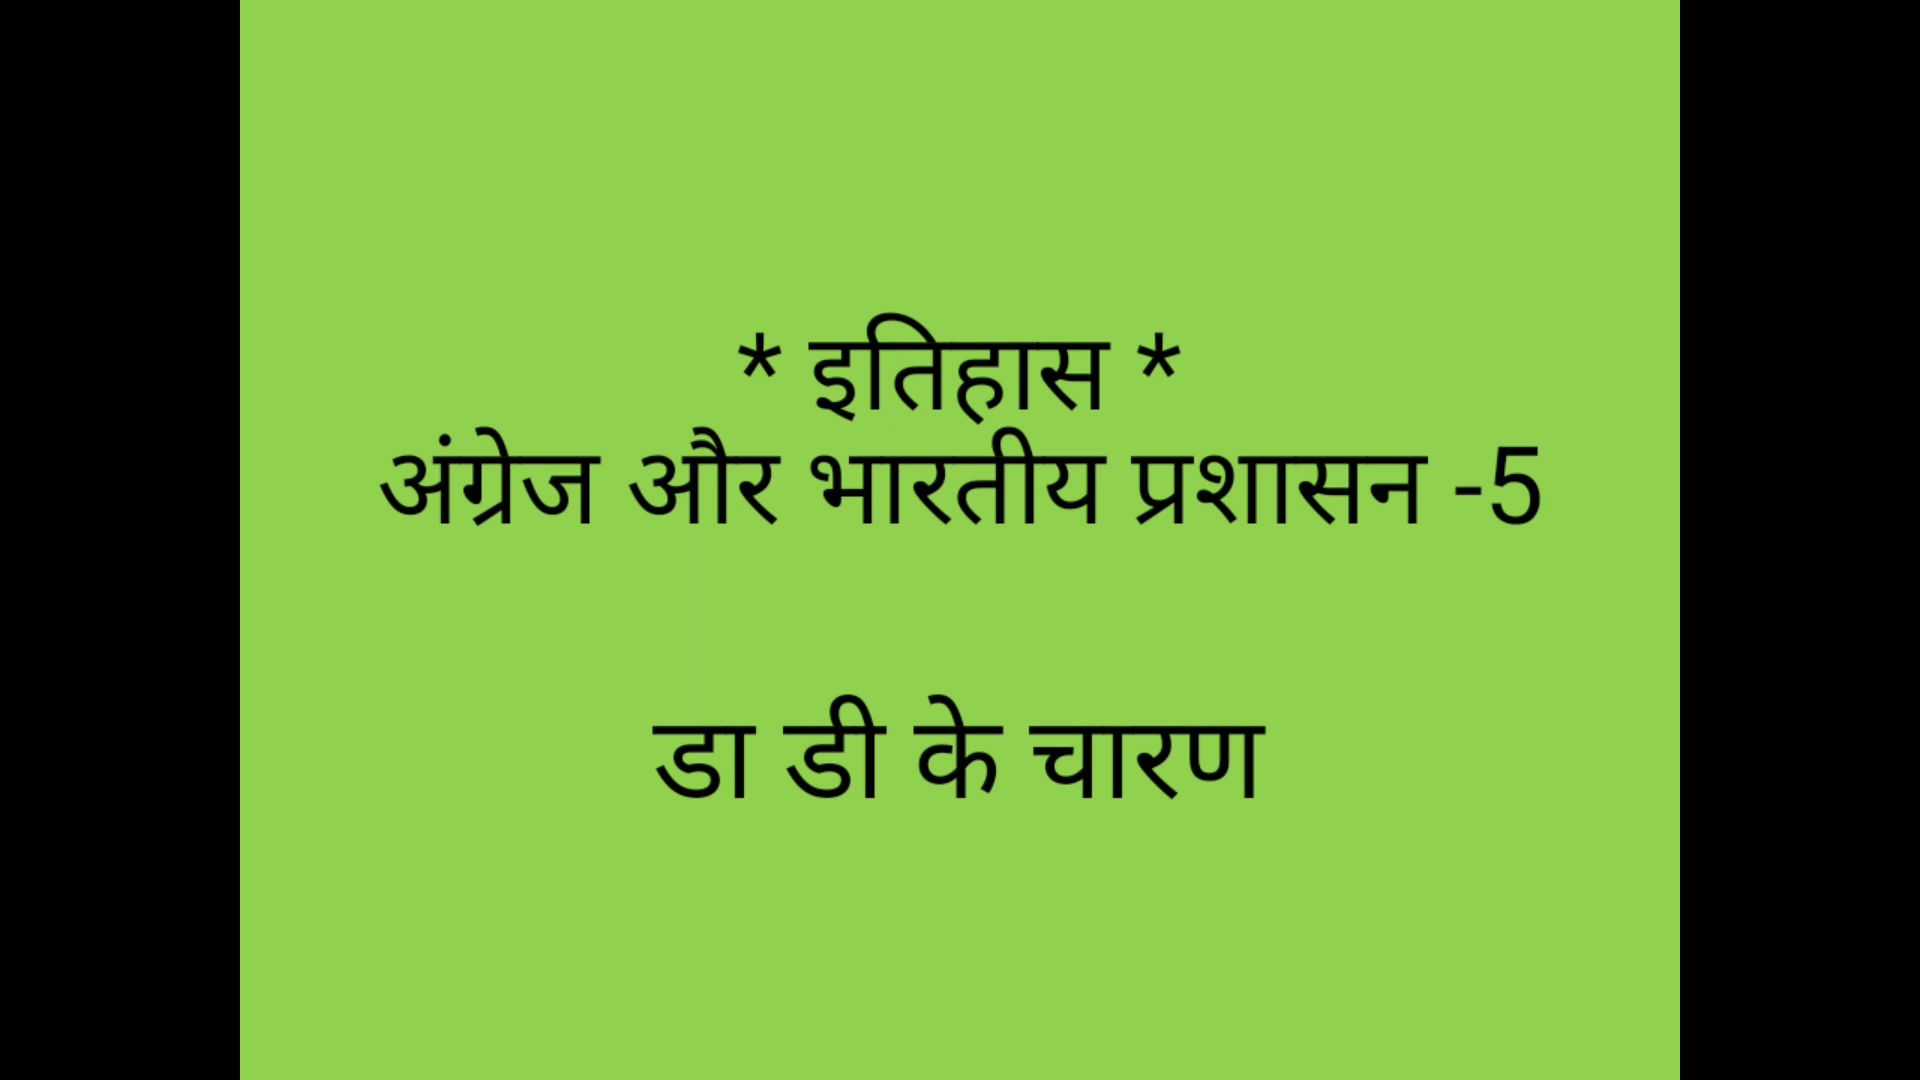 * इतिहास *
अंग्रेज और भारतीय प्रशासन -5
डा डी के चारण